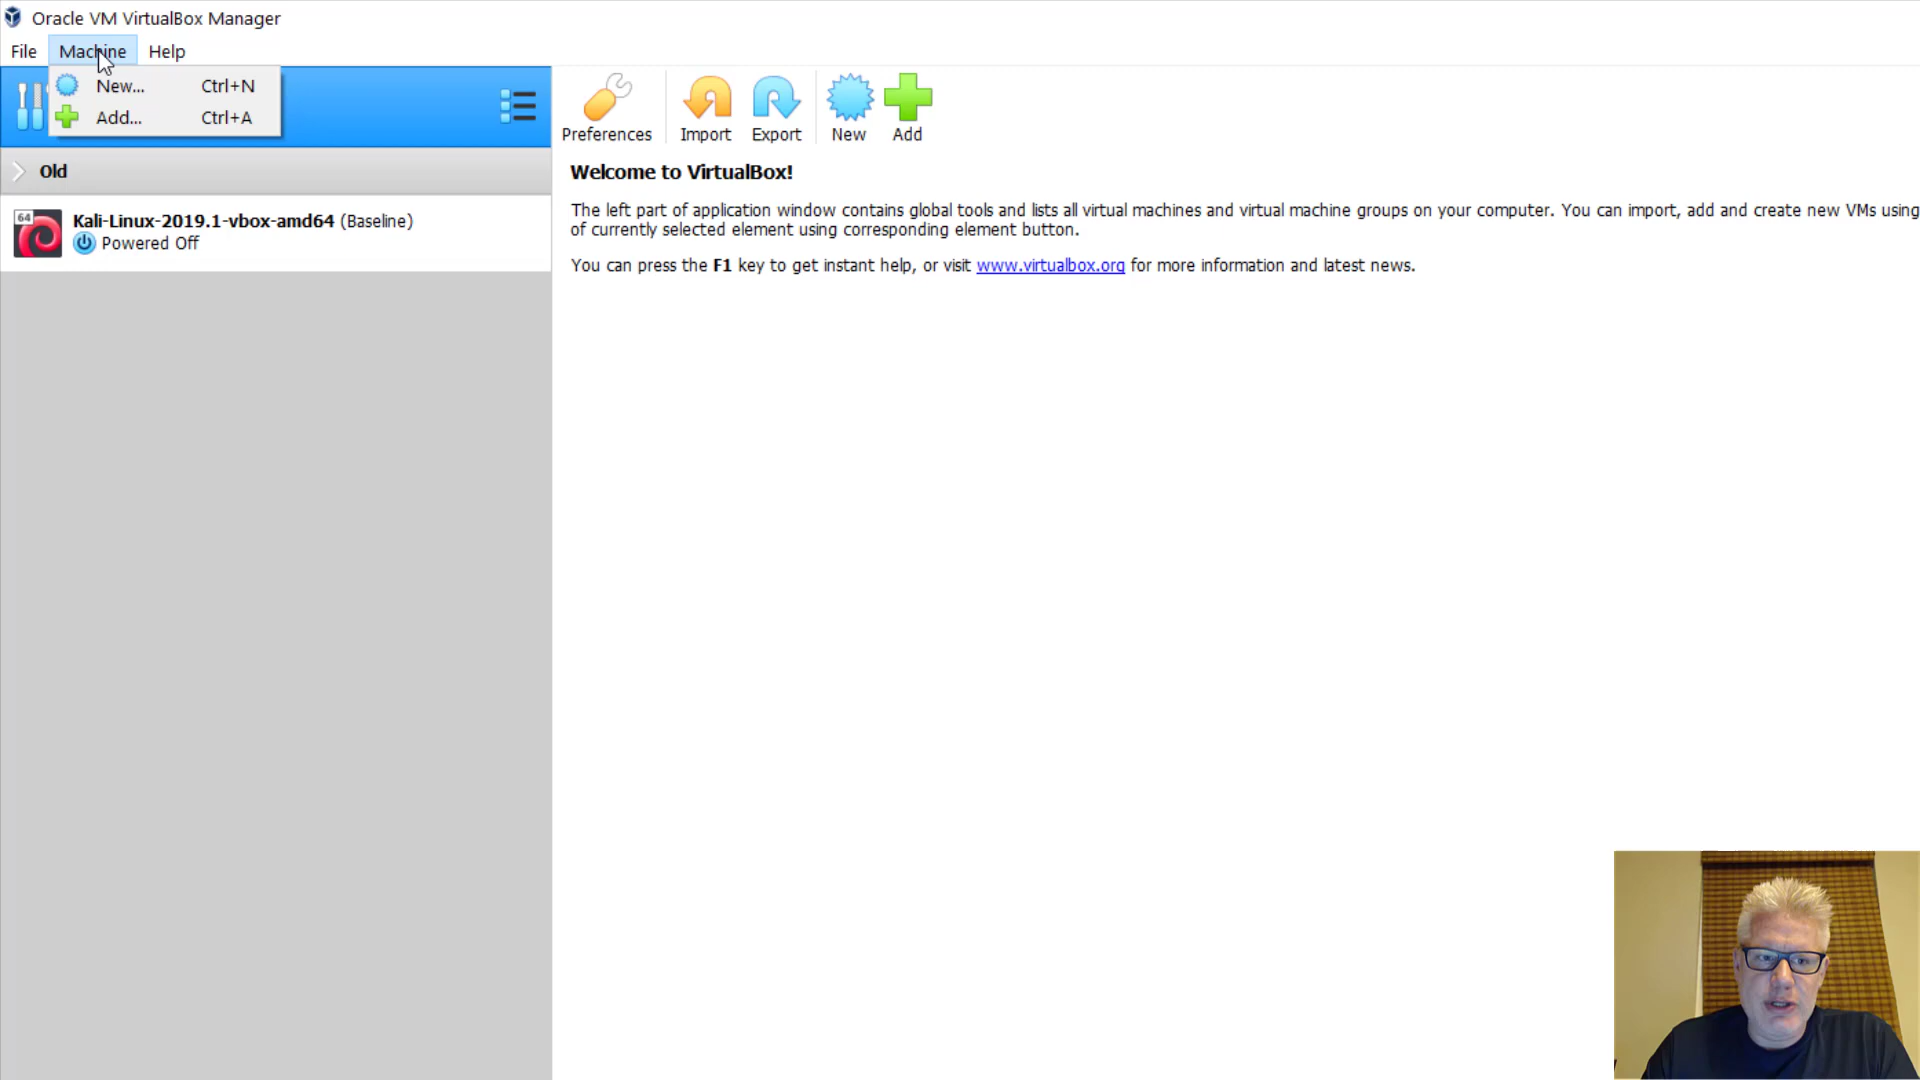 Oracle VM VirtualBox Manager
File Machine Help
New... Ctrl+N
Add... Ctrl+A
Preferences Import Export New Add
Old
64
Kali-Linux-2019.1-vbox-amd64 (Baseline)
Powered Off
Welcome to VirtualBox!
The left part of application window contains global tools and lists all virtual machines and virtual machine groups on your computer. You can import, add and create new VMs using
of currently selected element using corresponding element button.
You can press the F1 key to get instant help, or visit www.virtualbox.org for more information and latest news.